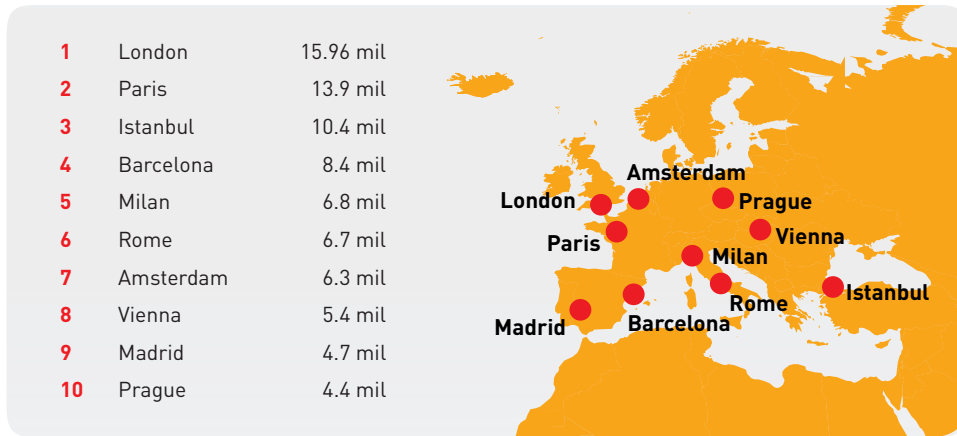 1 London 15.96 mil
2 Paris 13.9 mil
3 Istanbul 10.4 mil
4 Barcelona 8.4 mil
5 Milan 6.8 mil
6 Rome 6.7 mil
7 Amsterdam 6.3 mil
8 Vienna 5.4 mil
9 Madrid 4.7 mil
10 Prague 4.4 mil
Amsterdam
London
Prague
Paris
Vienna
Milan
Istanbul
Rome
Madrid
Barcelona